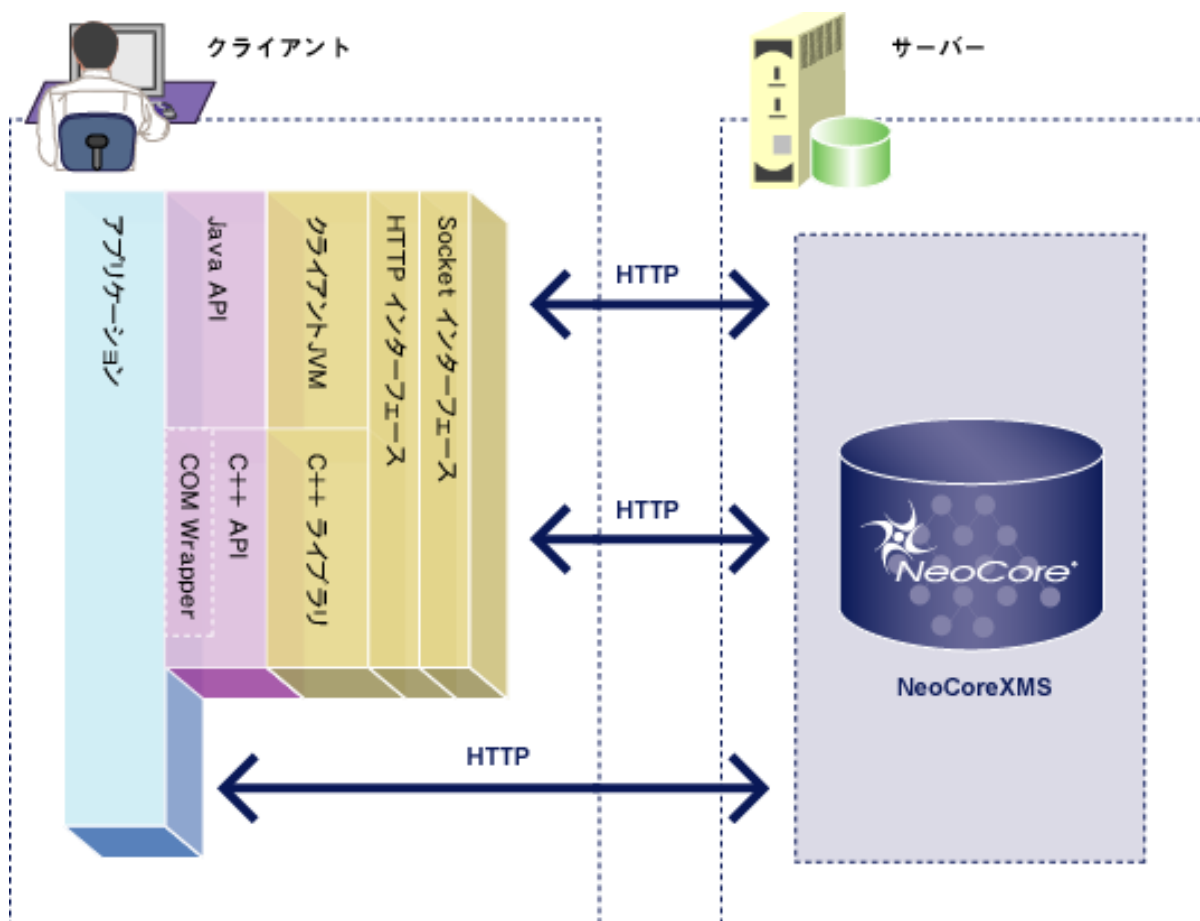 クライアント
サーバー
アプリケーション
Java API
クライアントJVM
HTTP インターフェース
Socket インターフェース
COM Wrapper
C++ API
C++ ライブラリ
HTTP
HTTP
HTTP
NeoCore
NeoCoreXMS